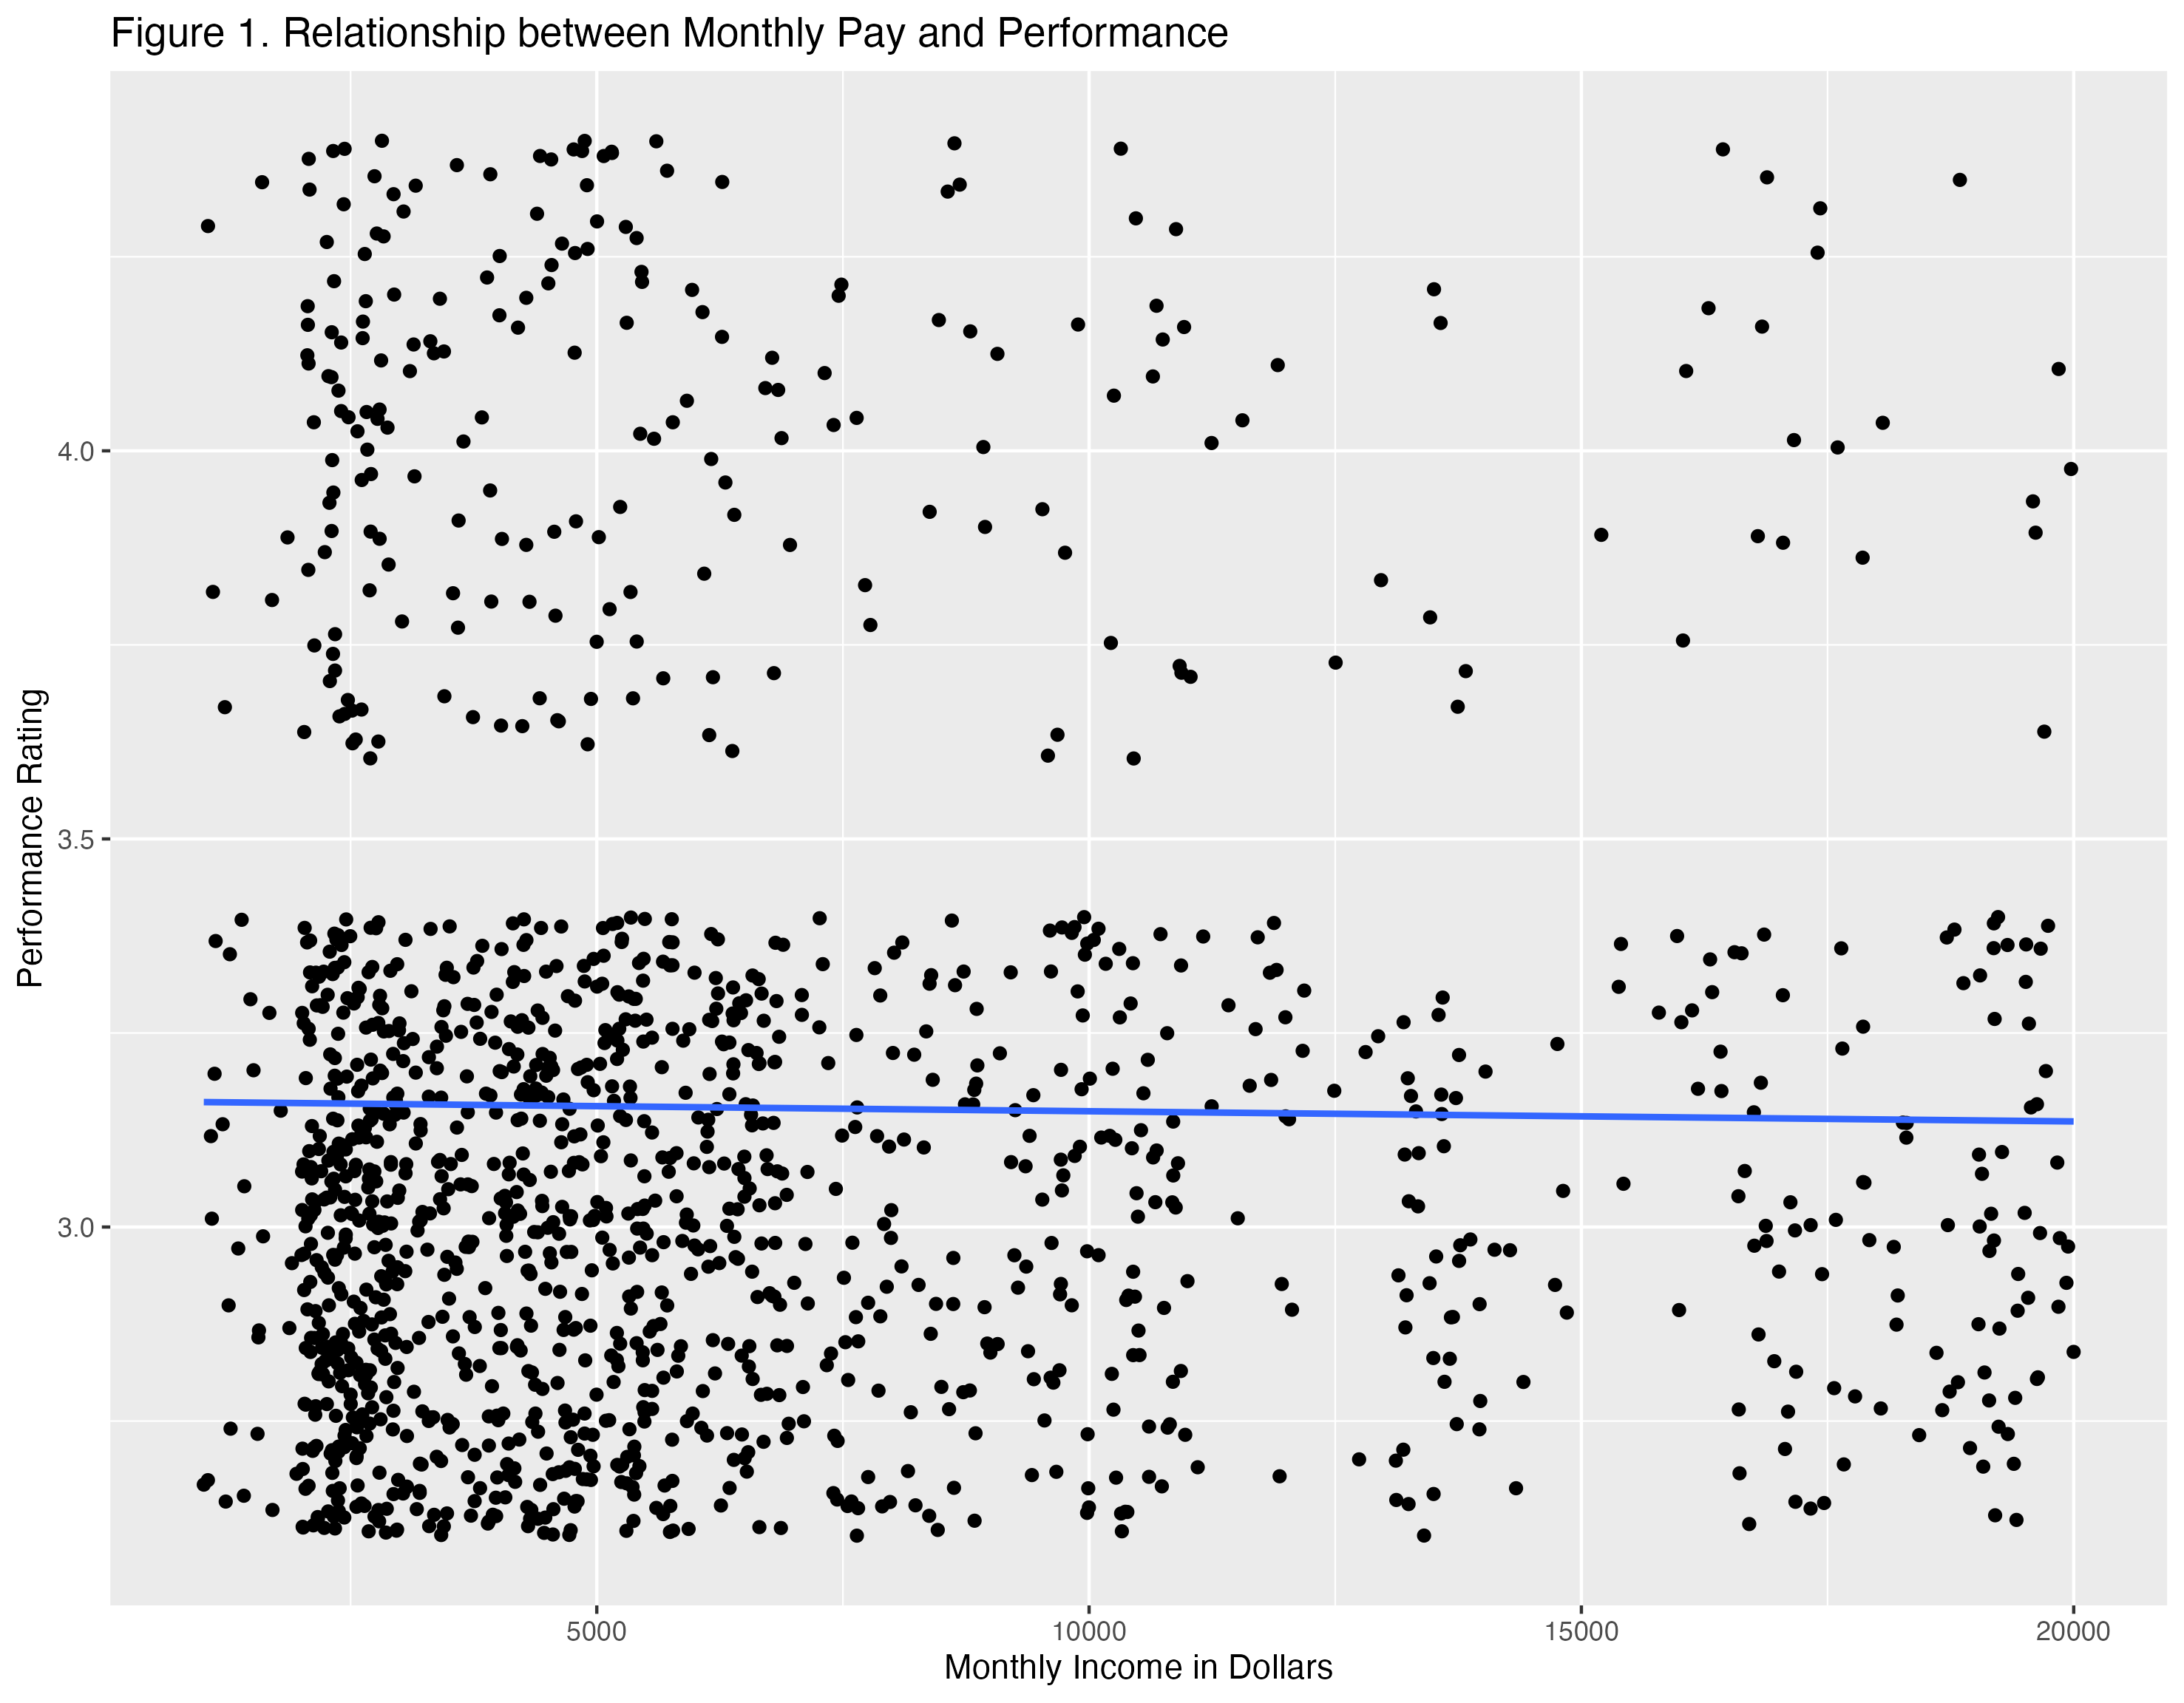 Figure 1. Relationship between Monthly Pay and Performance
Performance Rating
4.0
3.5
3.0
5000
10000
15000
20000
Monthly Income in Dollars